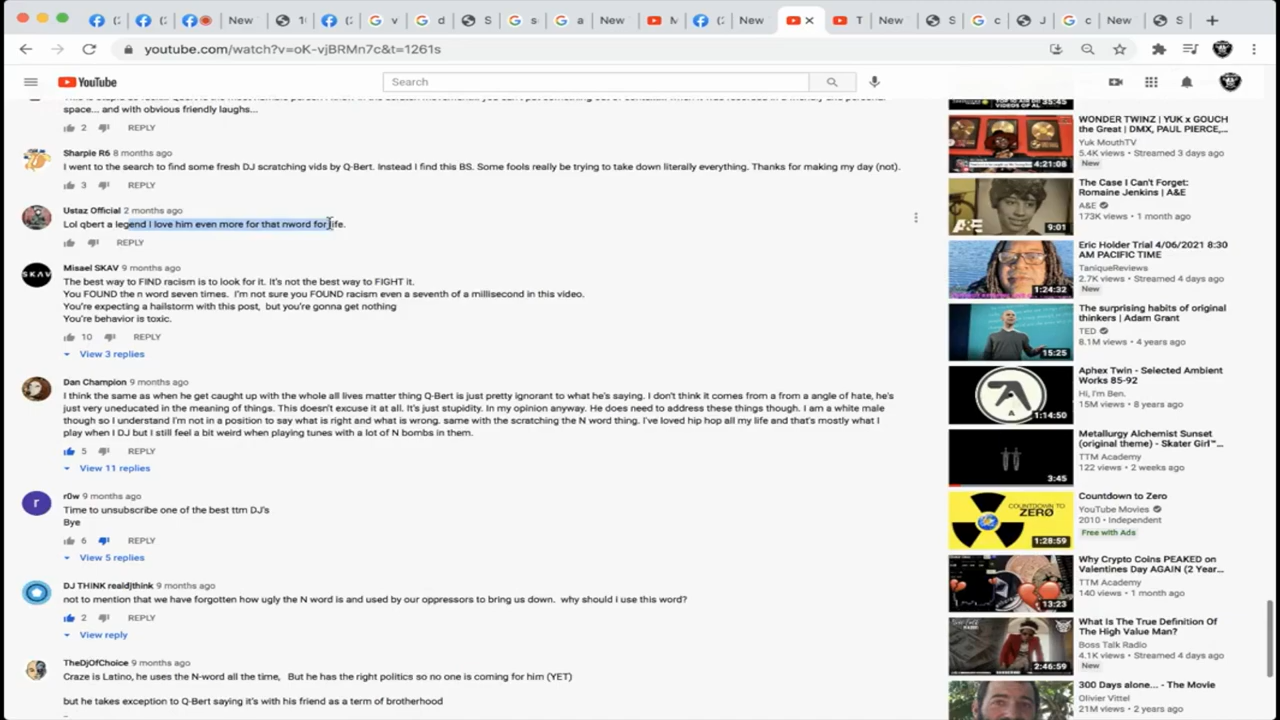 New
New
New
New
New
youtube.com/watch?v=oK-vjBRMn7c&t=1261s
YouTube
Search
space... and with obvious friendly laughs...
2 REPLY
Sharpie R6 8 months ago
I went to the search to find some fresh DJ scratching vids by Q-Bert. Instead I find this BS. Some fools really be trying to take down literally everything. Thanks for making my day (not).
3 REPLY
Ustaz Official 2 months ago
Lol qbert a legend I love him even more for that nword for life.
REPLY
Misael SKAV 9 months ago
SKAV
The best way to FIND racism is to look for it. It's not the best way to FIGHT it.
You FOUND the n word seven times. I'm not sure you FOUND racism even a seventh of a millisecond in this video.
You're expecting a hailstorm with this post, but you're gonna get nothing
You're behavior is toxic.
10 REPLY
View 3 replies
Dan Champion 9 months ago
I think the same as when he get caught up with the whole all lives matter thing Q-Bert is just pretty ignorant to what he's saying. I don't think it comes from a from a angle of hate, he's
just very uneducated in the meaning of things. This doesn't excuse it at all. It's just stupidity. In my opinion anyway. He does need to address these things though. I am a white male
though so I understand I'm not in a position to say what is right and what is wrong. same with the scratching the N word thing. I've loved hip hop all my life and that's mostly what I
play when I DJ but I still feel a bit weird when playing tunes with a lot of N bombs in them.
5 REPLY
View 11 replies
r
r0w 9 months ago
Time to unsubscribe one of the best ttm DJ's
Bye
6 REPLY
View 5 replies
DJ THiNK realdjthink 9 months ago
not to mention that we have forgotten how ugly the N word is and used by our oppressors to bring us down. why should i use this word?
2 REPLY
View reply
TheDjOfChoice 9 months ago
Craze is Latino, he uses the N-word all the time, But he has the right politics so no one is coming for him (YET)
but he takes exception to Q-Bert saying it's with his friend as a term of brotherhood
35:45
WONDER TWINZ | YUK x GOUCH
the Great | DMX, PAUL PIERCE,...
Yuk MouthTV
5.4K views • Streamed 3 days ago
New
4:21:08
The Case I Can't Forget:
Romaine Jenkins | A&E
A&E
173K views • 1 month ago
9:01
Eric Holder Trial 4/06/2021 8:30
AM PACIFIC TIME
TaniqueReviews
2.7K views • Streamed 3 days ago
New
1:24:32
The surprising habits of original
thinkers | Adam Grant
TED
8.1M views • 4 years ago
15:25
Aphex Twin - Selected Ambient
Works 85-92
Hi, I'm Ben.
15M views • 8 years ago
1:14:50
Metallurgy Alchemist Sunset
(original theme) - Skater Girl™...
TTM Academy
122 views • 2 weeks ago
3:45
Countdown to Zero
YouTube Movies
2010 • Independent
Free with Ads
COUNTDOWN TO
ZERØ
1:28:59
Why Crypto Coins PEAKED on
Valentines Day AGAIN (2 Year...
TTM Academy
140 views • 1 month ago
13:23
What Is The True Definition Of
The High Value Man?
Boss Talk Radio
4.1K views • Streamed 4 days ago
New
2:46:59
300 Days alone... - The Movie
Olivier Vittel
21M views • 2 years ago